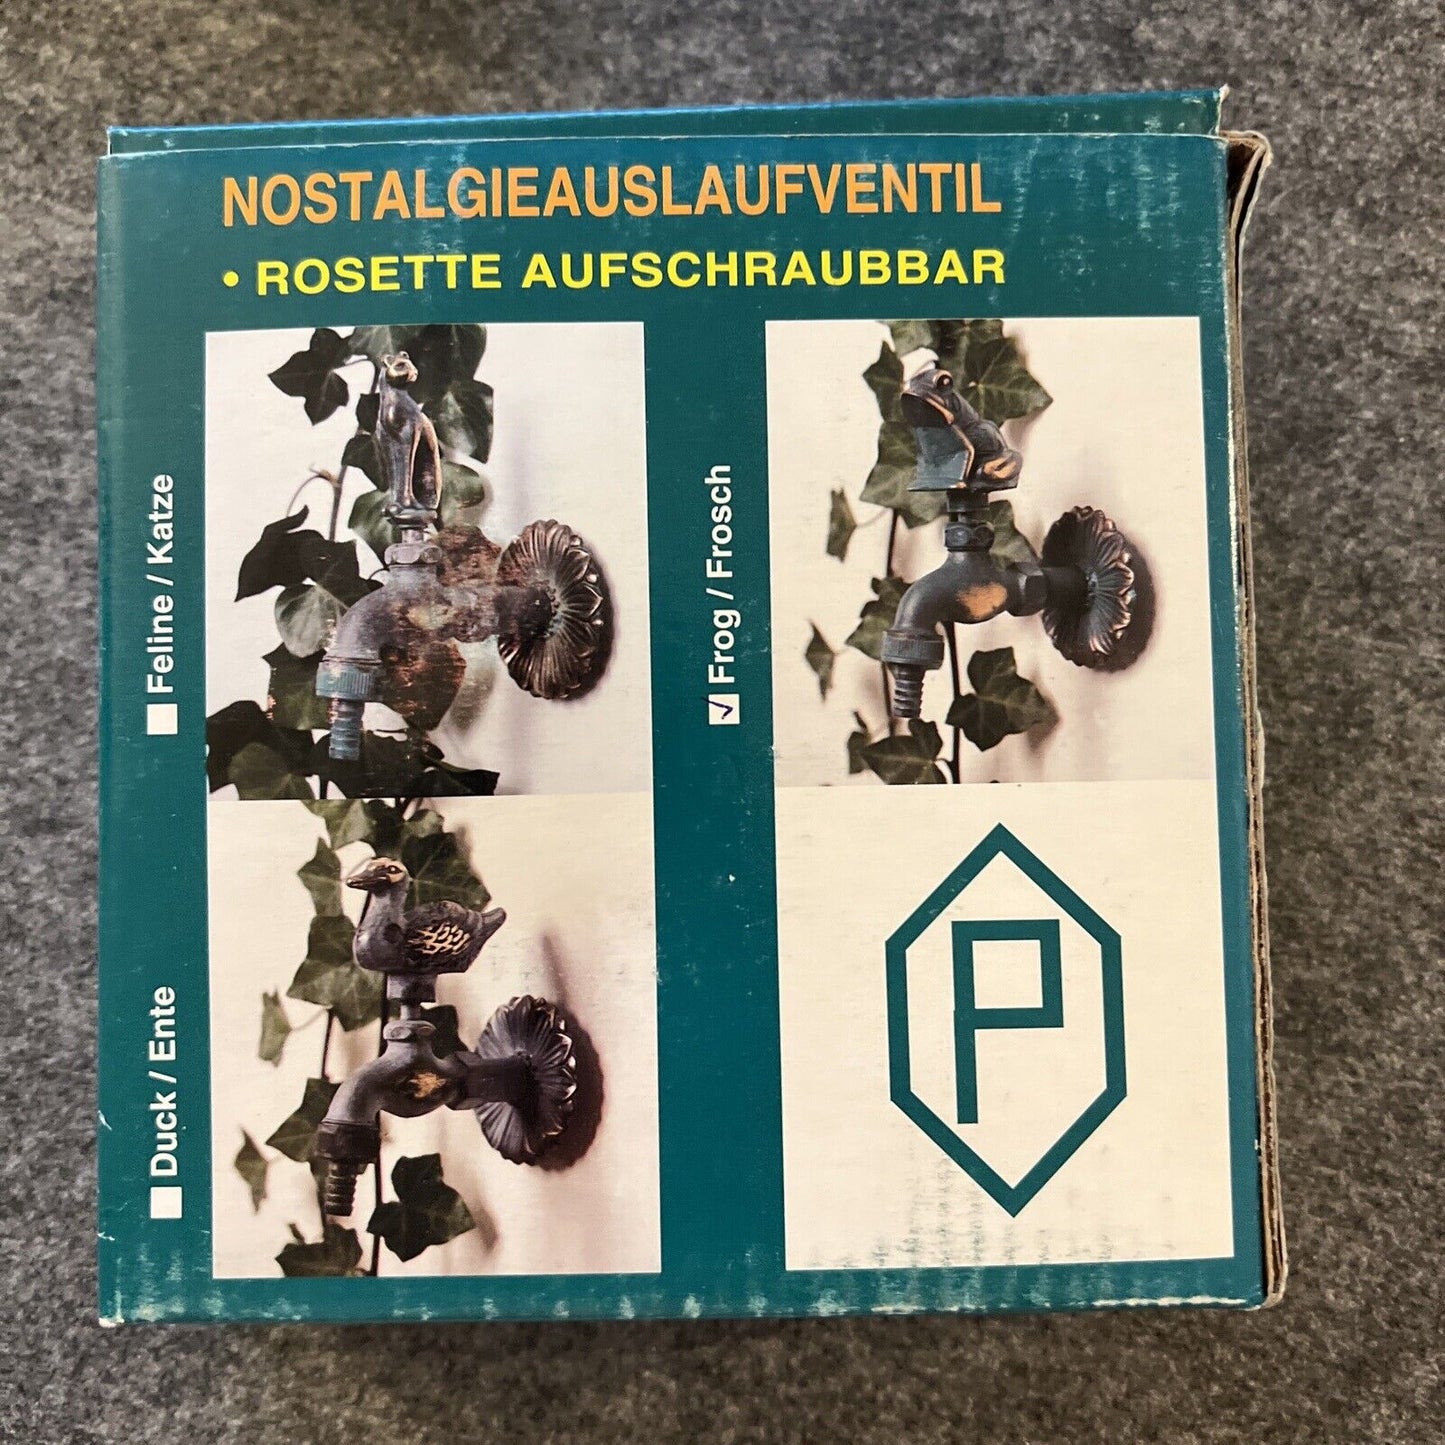 NOSTALGIEAUSLAUFVENTIL
• ROSETTE AUFSCHRAUBBAR
Feline / Katze
Frog / Frosch
Duck / Ente
P